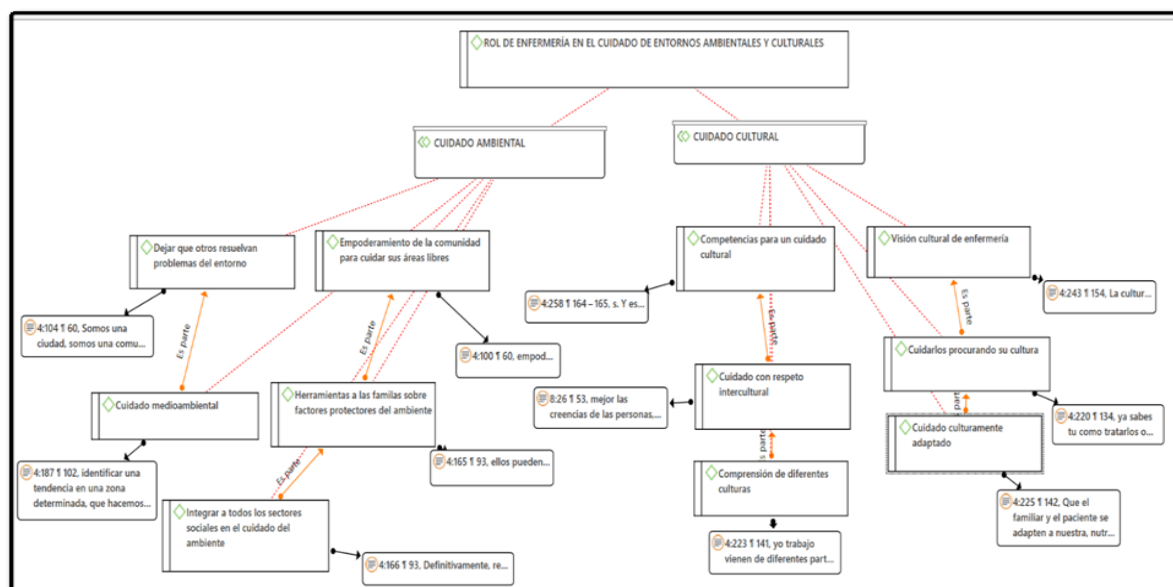 ROL DE ENFERMERÍA EN EL CUIDADO DE ENTORNOS AMBIENTALES Y CULTURALES
CUIDADO AMBIENTAL
CUIDADO CULTURAL
Dejar que otros resuelvan
problemas del entorno
Empoderamiento de la comunidad
para cuidar sus áreas libres
Competencias para un cuidado
cultural
Visión cultural de enfermería
4:104 ¶ 60, Somos una
ciudad, somos una comu...
Es parte
Es parte
4:100 ¶ 60, empod...
4:258 ¶ 164 – 165, s. Y es...
Es parte
4:243 ¶ 154, La cultur...
Es parte
Cuidarlos procurando su cultura
Cuidado medioambiental
Herramientas a las familas sobre
factores protectores del ambiente
Cuidado con respeto
intercultural
8:26 ¶ 53, mejor las
creencias de las personas,...
Es parte
4:220 ¶ 134, ya sabes
tu como tratarlos o...
Cuidado culturamente
adaptado
4:187 ¶ 102, identificar una
tendencia en una zona
determinada, que hacemos...
Es parte
4:165 ¶ 93, ellos pueden...
Es parte
Comprensión de diferentes
culturas
Integrar a todos los sectores
sociales en el cuidado del
ambiente
4:225 ¶ 142, Que el
familiar y el paciente se
adapten a nuestra, nutr...
4:166 ¶ 93, Definitivamente, re...
4:223 ¶ 141, yo trabajo
vienen de diferentes part...